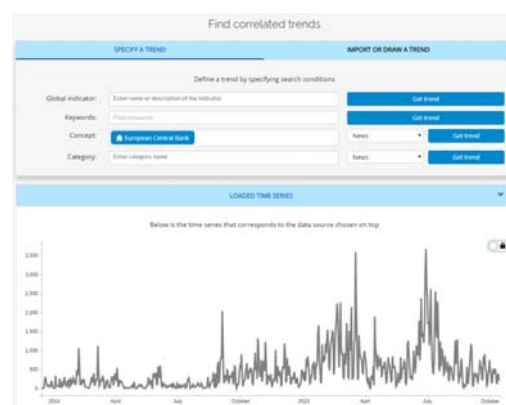 Find correlated trends
SPECIFY A TREND IMPORT OR DRAW A TREND
Define a trend by specifying search conditions
Global indicator: Enter name or description of the indicator Get trend
Keywords: Get trend
Concept: European Central Bank News Get trend
Category: Enter category name News Get trend
LOADED TIME SERIES
Below is the time series that corresponds to the data source chosen on top
3,500
3,000
2,500
2,000
1,500
1,000
500
0
2014 April July October 2015 April July October